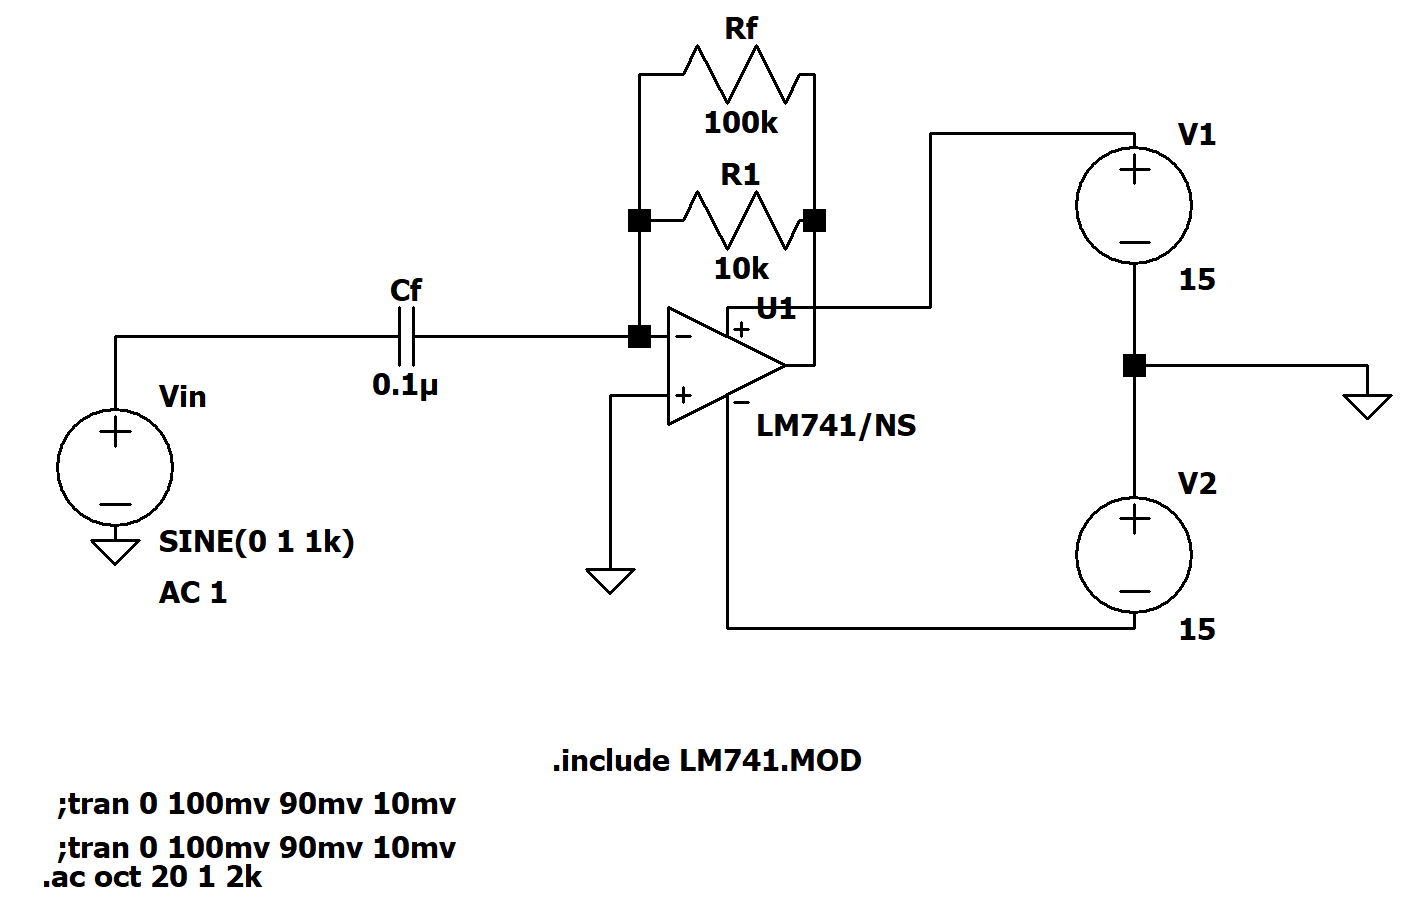 Rf
100k
R1
10k
U1
V1
15
Cf
0.1µ
Vin
LM741/NS
V2
SINE(0 1 1k)
AC 1
15
.include LM741.MOD
;tran 0 100mv 90mv 10mv
;tran 0 100mv 90mv 10mv
.ac oct 20 1 2k